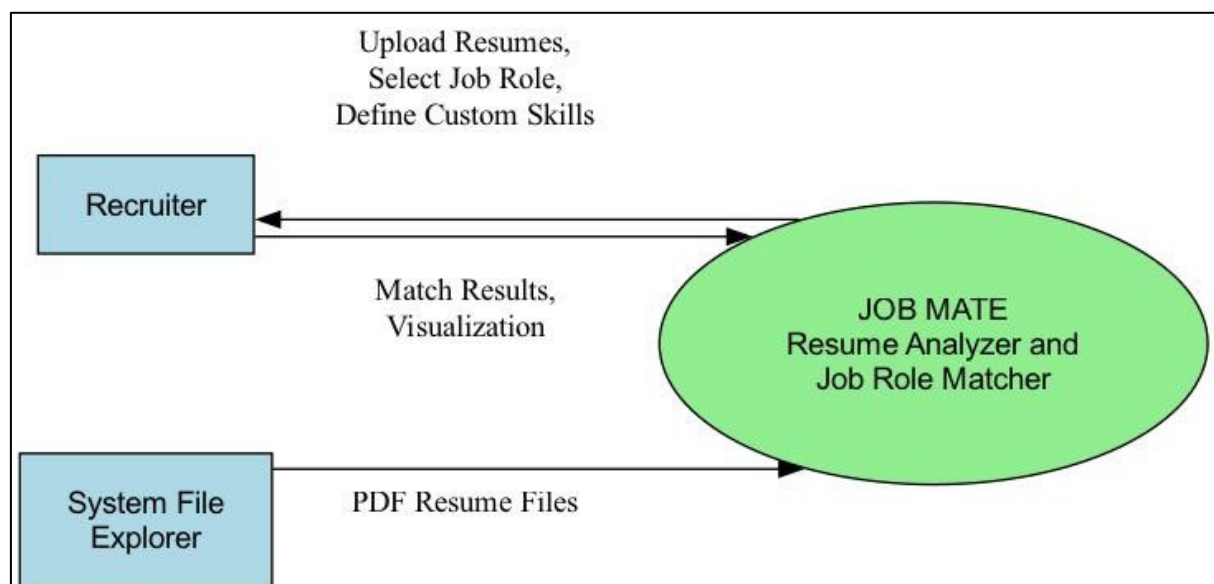 Upload Resumes,
Select Job Role,
Define Custom Skills
Recruiter
Match Results,
Visualization
JOB MATE
Resume Analyzer and
Job Role Matcher
System File
Explorer
PDF Resume Files